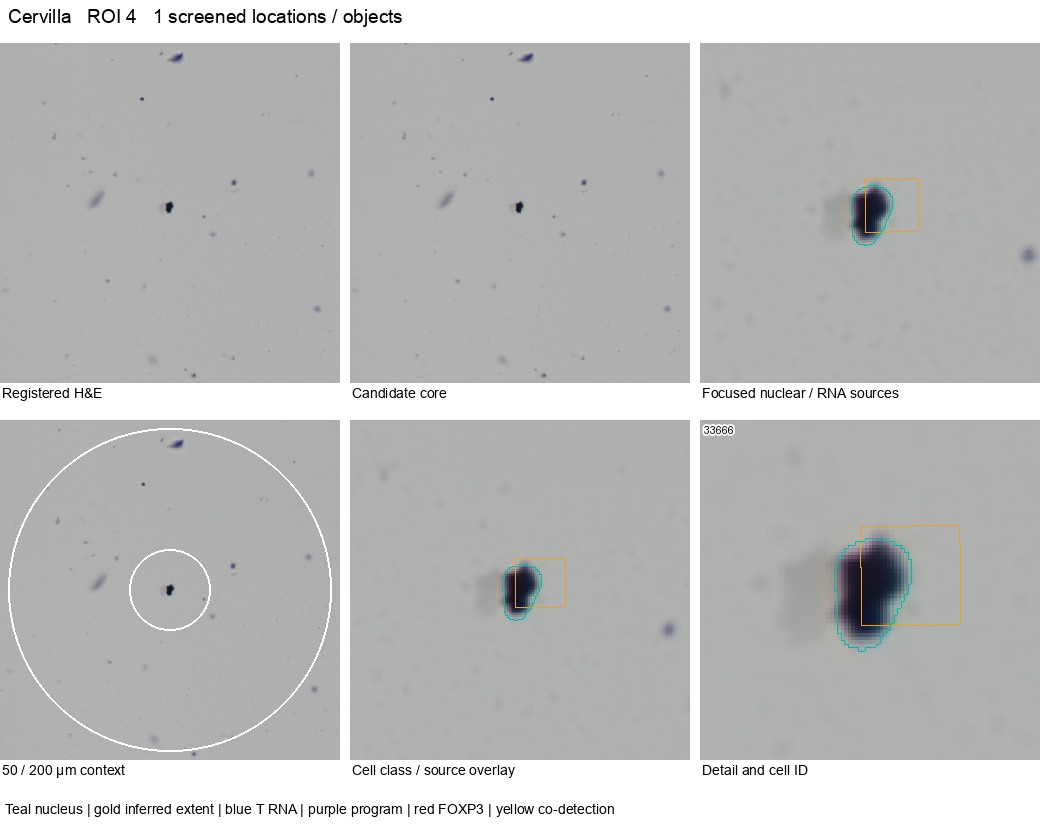 Cervilla ROI 4 1 screened locations / objects
Registered H&E
Candidate core
Focused nuclear / RNA sources
33666
50 / 200 µm context
Cell class / source overlay
Detail and cell ID
Teal nucleus | gold inferred extent | blue T RNA | purple program | red FOXP3 | yellow co-detection